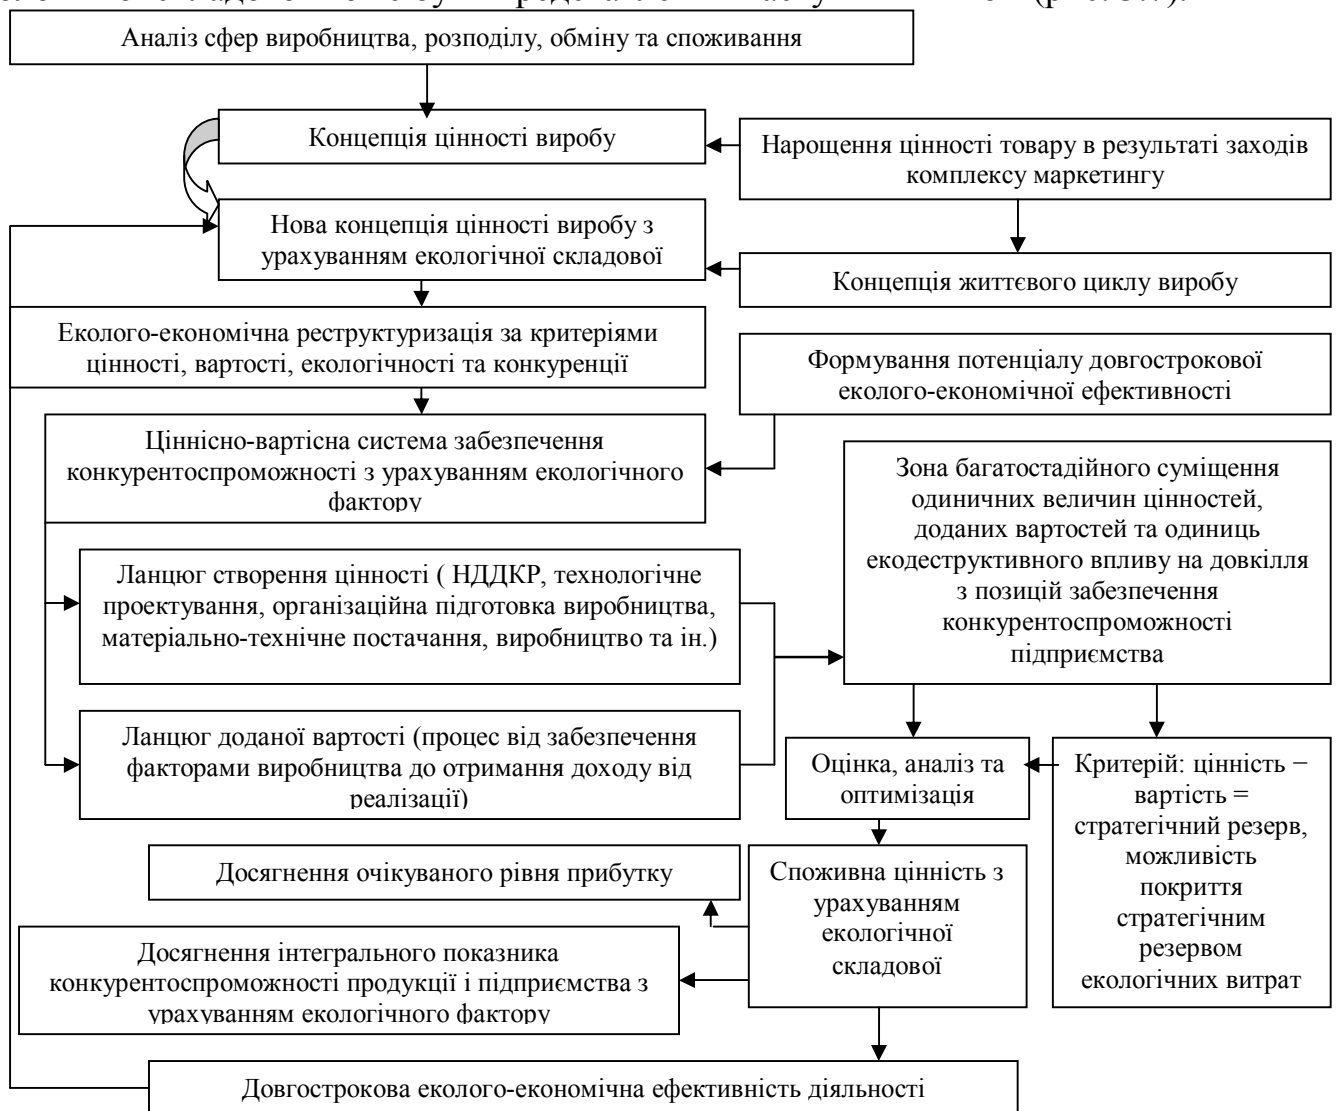 Аналіз сфер виробництва, розподілу, обміну та споживання
Концепція цінності виробу
Нарощення цінності товару в результаті заходів
комплексу маркетингу
Нова концепція цінності виробу з
урахуванням екологічної складової
Концепція життєвого циклу виробу
Еколого-економічна реструктуризація за критеріями
цінності, вартості, екологічності та конкуренції
Формування потенціалу довгострокової
еколого-економічної ефективності
Ціннісно-вартісна система забезпечення
конкурентоспроможності з урахуванням екологічного
фактору
Зона багатостадійного суміщення
одиничних величин цінностей,
доданих вартостей та одиниць
екодеструктивного впливу на довкілля
з позицій забезпечення
конкурентоспроможності
підприємства
Ланцюг створення цінності ( НДДКР, технологічне
проектування, організаційна підготовка виробництва,
матеріально-технічне постачання, виробництво та ін.)
Ланцюг доданої вартості (процес від забезпечення
факторами виробництва до отримання доходу від
реалізації)
Оцінка, аналіз та
оптимізація
Критерій: цінність −
вартість =
стратегічний резерв,
можливість
покриття
стратегічним
резервом
екологічних витрат
Досягнення очікуваного рівня прибутку
Споживна цінність з
урахуванням
екологічної
складової
Досягнення інтегрального показника
конкурентоспроможності продукції і підприємства з
урахуванням екологічного фактору
Довгострокова еколого-економічна ефективність діяльності